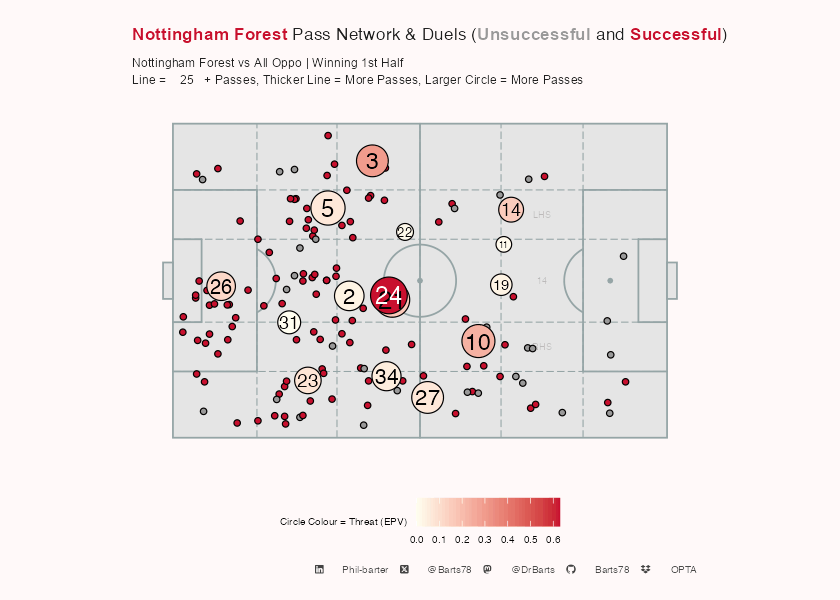 Nottingham Forest Pass Network & Duels (Unsuccessful and Successful)
Nottingham Forest vs All Oppo | Winning 1st Half
Line = 25 + Passes, Thicker Line = More Passes, Larger Circle = More Passes
3
5
14
LHS
22
11
26
2
24
19
14
31
10
RHS
23
34
27
Circle Colour = Threat (EPV)
0.0 0.1 0.2 0.3 0.4 0.5 0.6
Phil-barter @Barts78 @DrBarts Barts78 OPTA